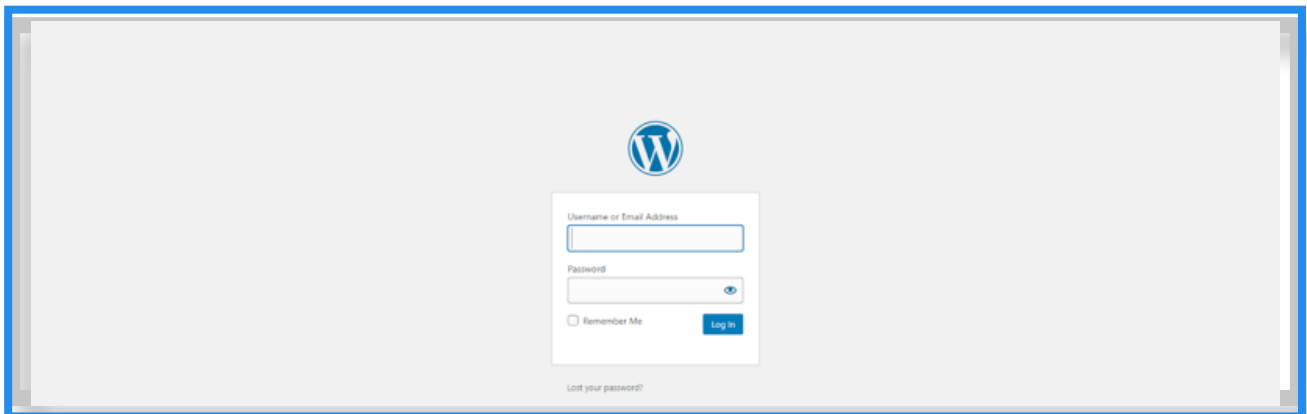 Username or Email Address
Password
Remember Me
Log In
Lost your password?